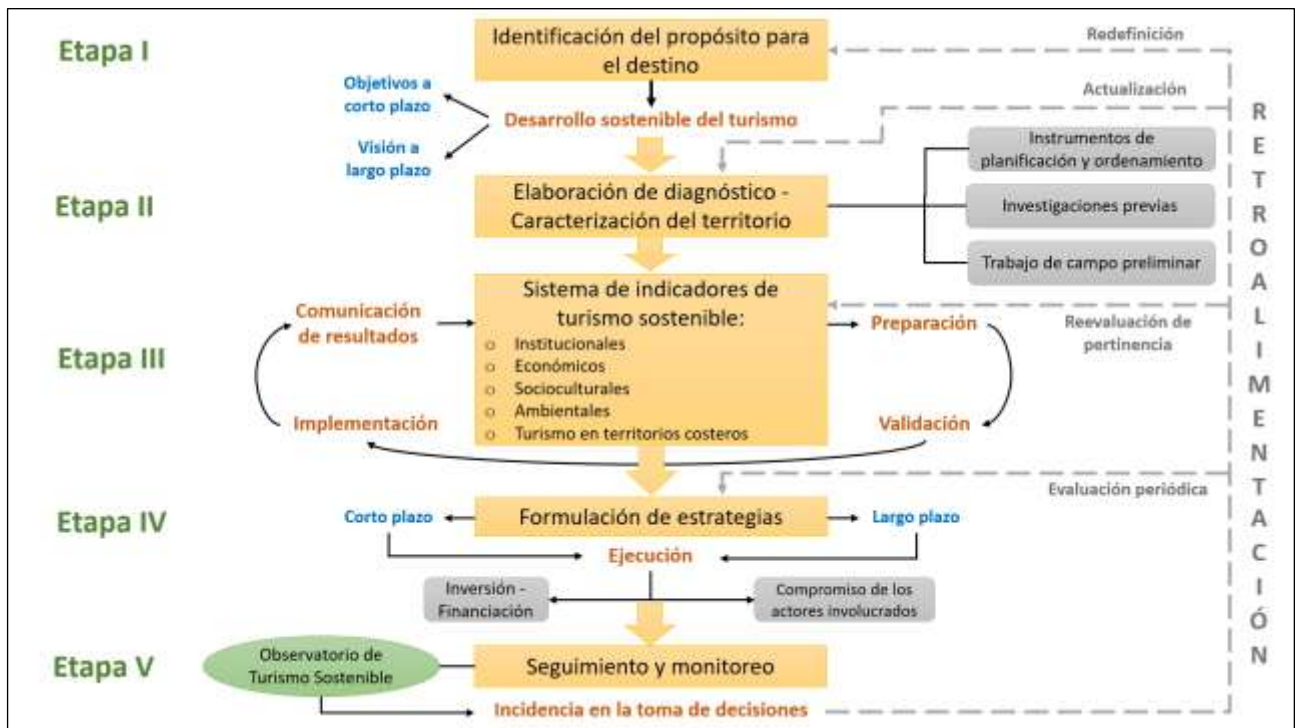 Etapa I
Identificación del propósito para
el destino
Redefinición
Objetivos a
corto plazo
Visión a
largo plazo
Desarrollo sostenible del turismo
Actualización
Etapa II
Elaboración de diagnóstico -
Caracterización del territorio
Instrumentos de
planificación y ordenamiento
Investigaciones previas
Trabajo de campo preliminar
Etapa III
Sistema de indicadores de
turismo sostenible:
o Institucionales
o Económicos
o Socioculturales
o Ambientales
o Turismo en territorios costeros
Comunicación
de resultados
Preparación
Reevaluación de
pertinencia
Implementación
Validación
Etapa IV
Corto plazo
Formulación de estrategias
Largo plazo
Evaluación periódica
Ejecución
Inversión -
Financiación
Compromiso de los
actores involucrados
Etapa V
Observatorio de
Turismo Sostenible
Seguimiento y monitoreo
Incidencia en la toma de decisiones
RETROALIMENTACIÓN